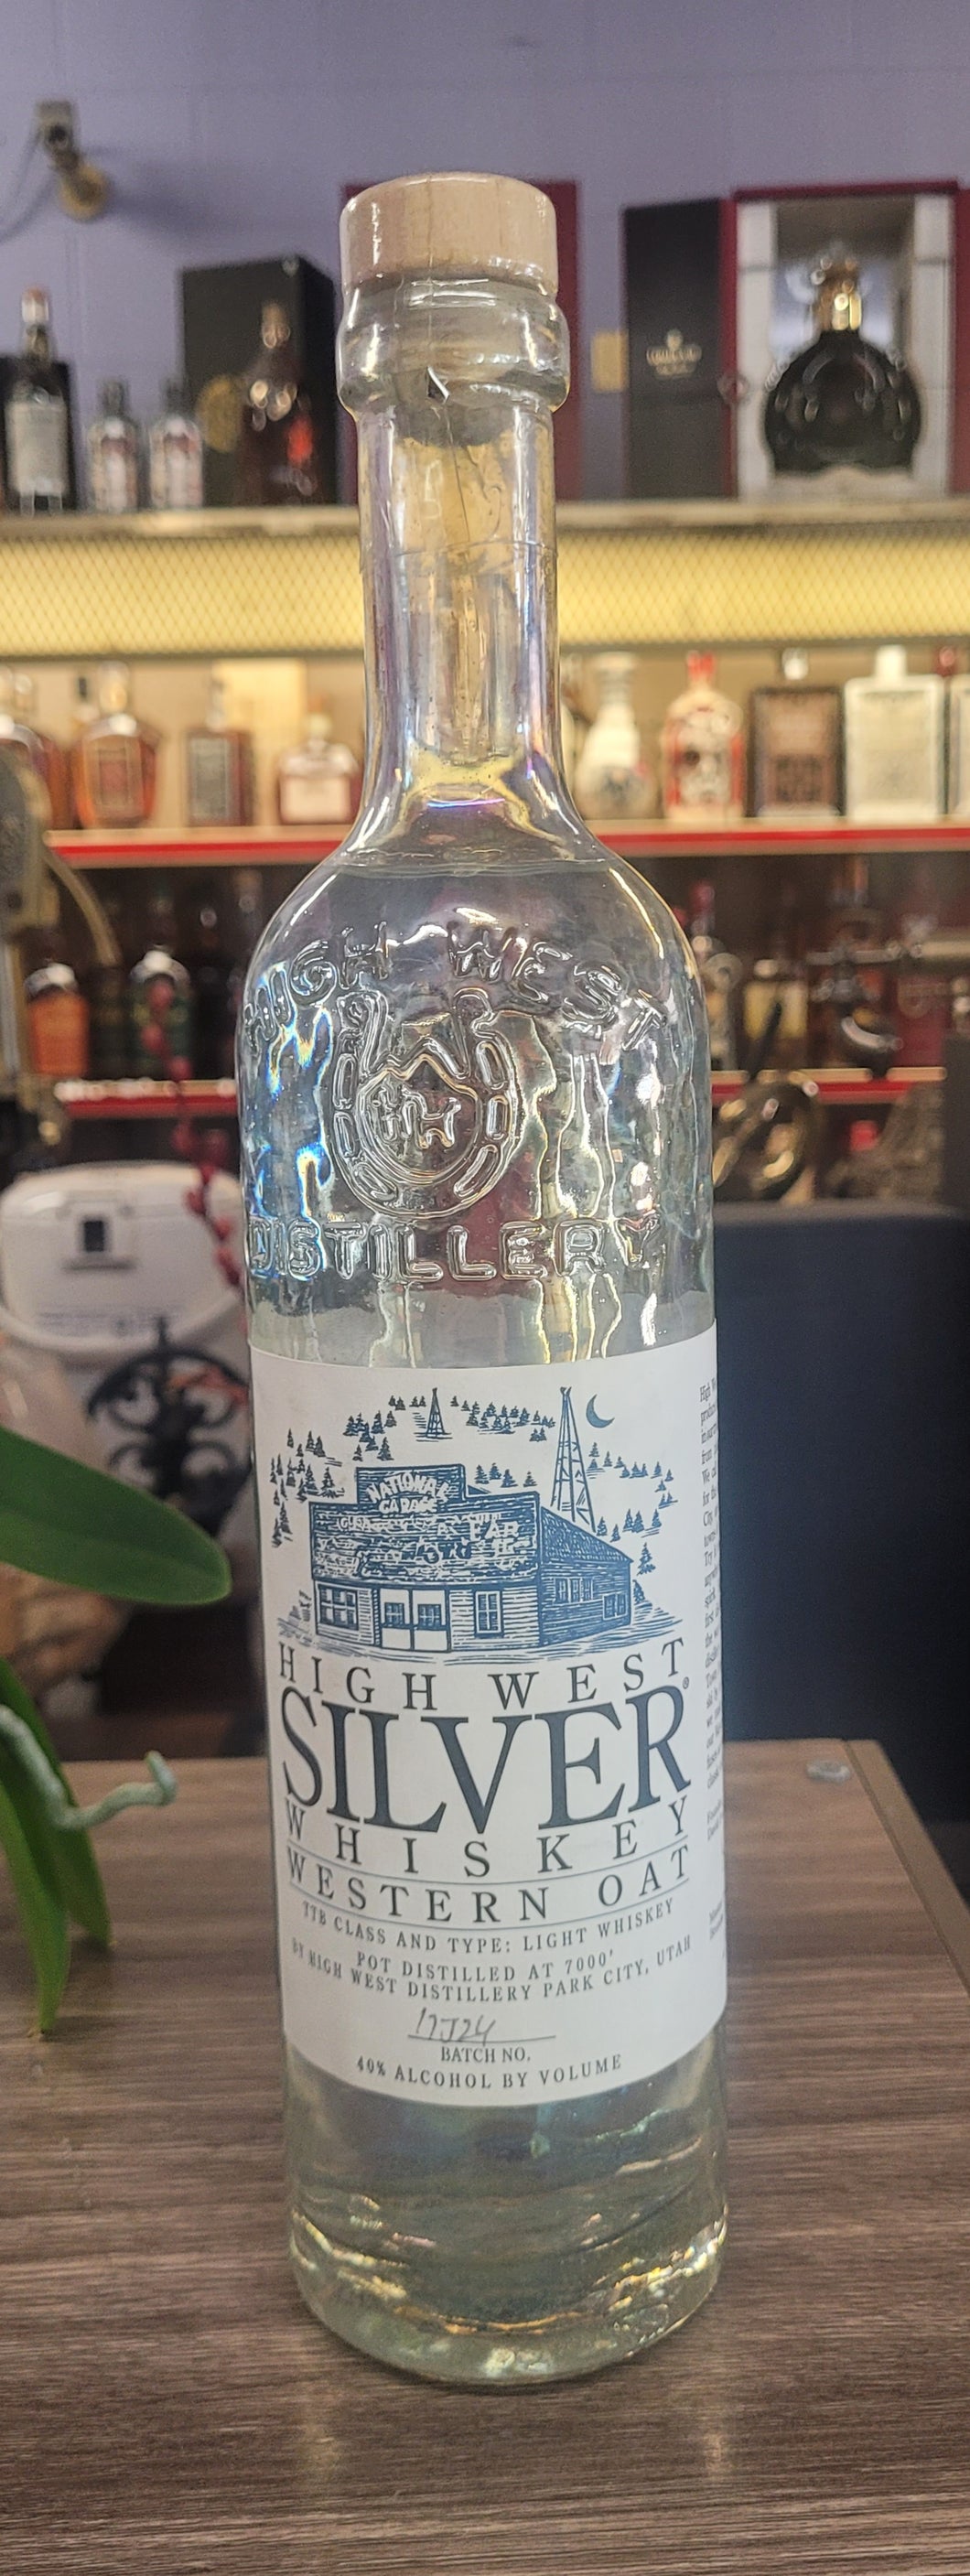 HIGH WEST
HW
DISTILLERY
NATIONAL
GARAGE
HIGH WEST
SILVER®
WHISKEY
WESTERN OAT
TTB CLASS AND TYPE: LIGHT WHISKEY
POT DISTILLED AT 7000'
BY HIGH WEST DISTILLERY PARK CITY, UTAH
17J24
BATCH NO.
40% ALCOHOL BY VOLUME